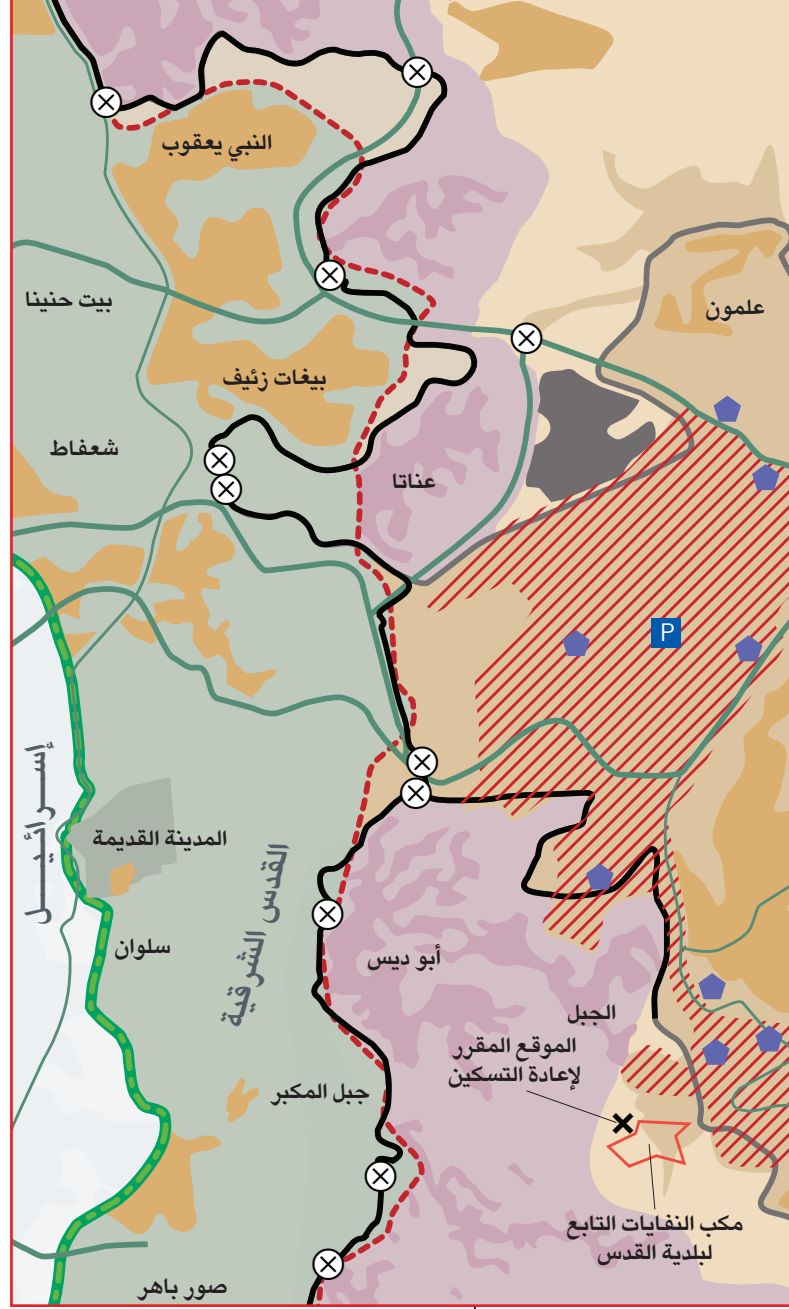 النبي يعقوب
بيت حنينا
علمون
بيغات زئيف
شعفاط
عناتا
P
إسرائيل
المدينة القديمة
القدس الشرقية
سلوان
أبو ديس
الجبل
الموقع المقرر
لإعادة التسكين
جبل المكبر
مكب النفايات التابع
لبلدية القدس
صور باهر